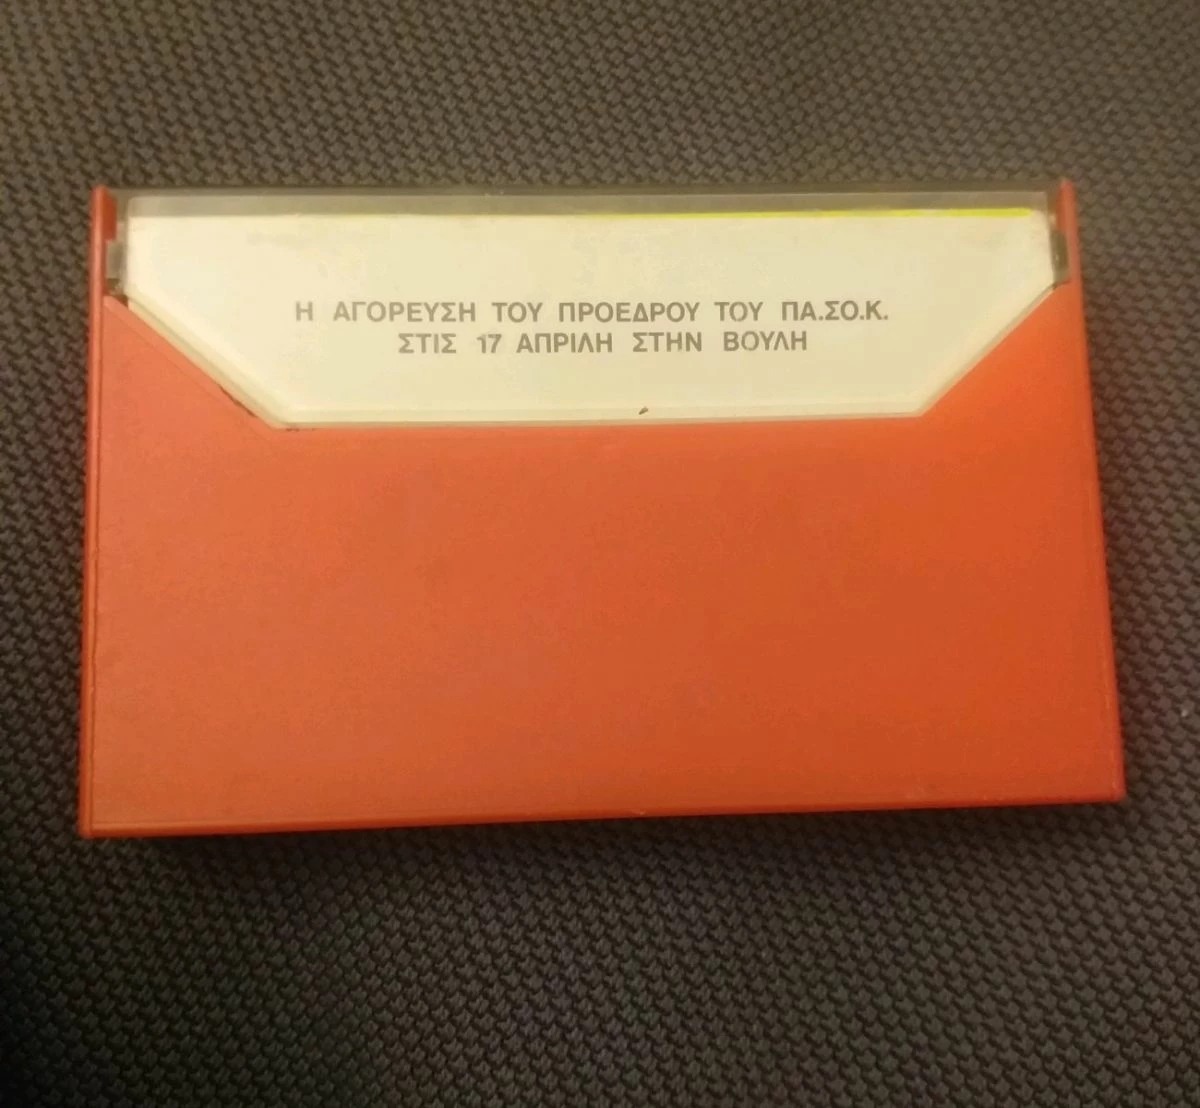 Η ΑΓΟΡΕΥΣΗ ΤΟΥ ΠΡΟΕΔΡΟΥ ΤΟΥ ΠΑ.ΣΟ.Κ.
ΣΤΙΣ 17 ΑΠΡΙΛΗ ΣΤΗΝ ΒΟΥΛΗ